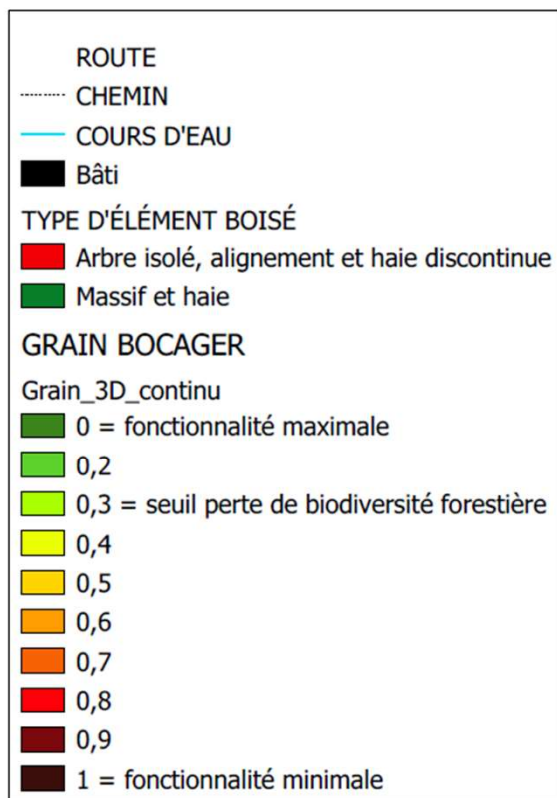 ROUTE
CHEMIN
COURS D'EAU
Bâti
TYPE D'ÉLÉMENT BOISÉ
Arbre isolé, alignement et haie discontinue
Massif et haie
GRAIN BOCAGER
Grain_3D_continu
0 = fonctionnalité maximale
0,2
0,3 = seuil perte de biodiversité forestière
0,4
0,5
0,6
0,7
0,8
0,9
1 = fonctionnalité minimale